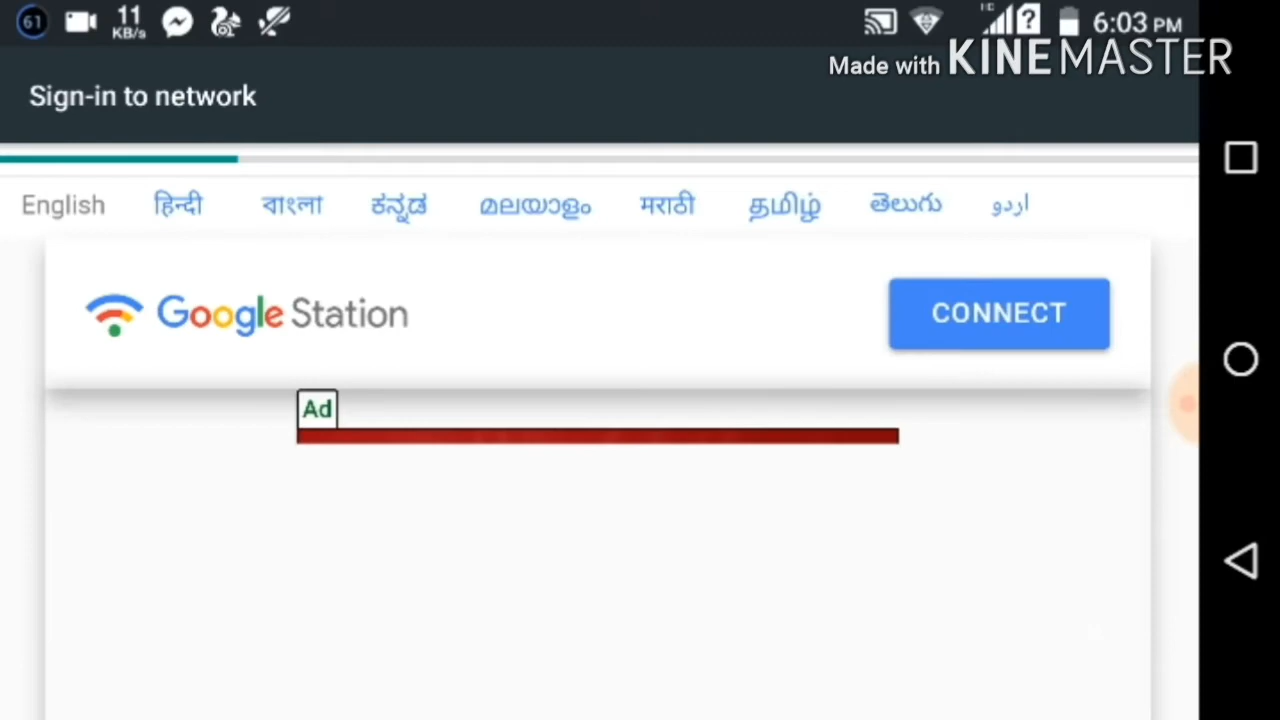 61 11 KB/s 6:03 PM
Made with KINEMASTER
Sign-in to network
English हिन्दी বাংলা ಕನ್ನಡ മലയാളം मराठी தமிழ் తెలుగు اردو
Google Station CONNECT
Ad